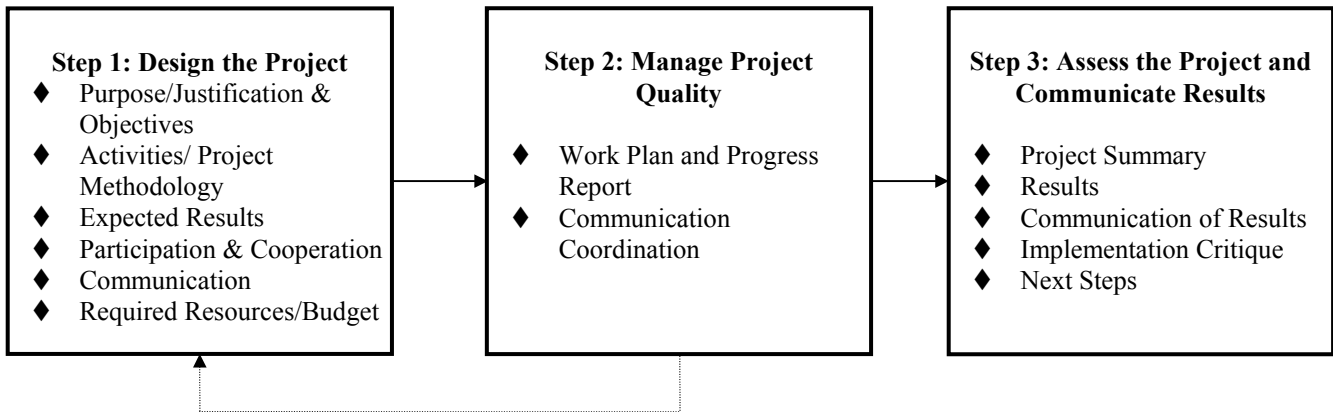 Step 1: Design the Project
♦ Purpose/Justification &
Objectives
♦ Activities/ Project
Methodology
♦ Expected Results
♦ Participation & Cooperation
♦ Communication
♦ Required Resources/Budget
Step 2: Manage Project
Quality
♦ Work Plan and Progress
Report
♦ Communication
Coordination
Step 3: Assess the Project and
Communicate Results
♦ Project Summary
♦ Results
♦ Communication of Results
♦ Implementation Critique
♦ Next Steps